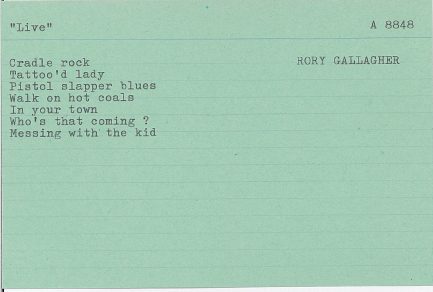 "Live" A 8848
Cradle rock RORY GALLAGHER
Tattoo'd lady
Pistol slapper blues
Walk on hot coals
In your town
Who's that coming ?
Messing with the kid